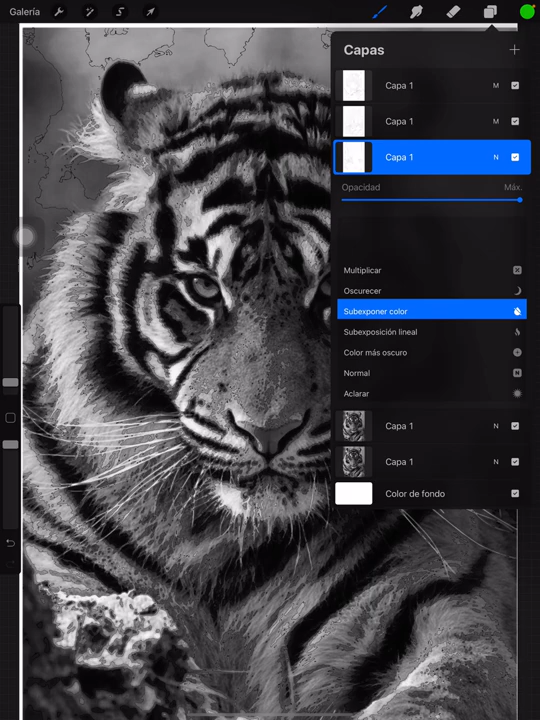 Galería
Capas
Capa 1 M
Capa 1 M
Capa 1 N
Opacidad Máx.
Multiplicar
Oscurecer
Subexponer color
Subexposición lineal
Color más oscuro
Normal N
Aclarar
Capa 1 N
Capa 1 N
Color de fondo